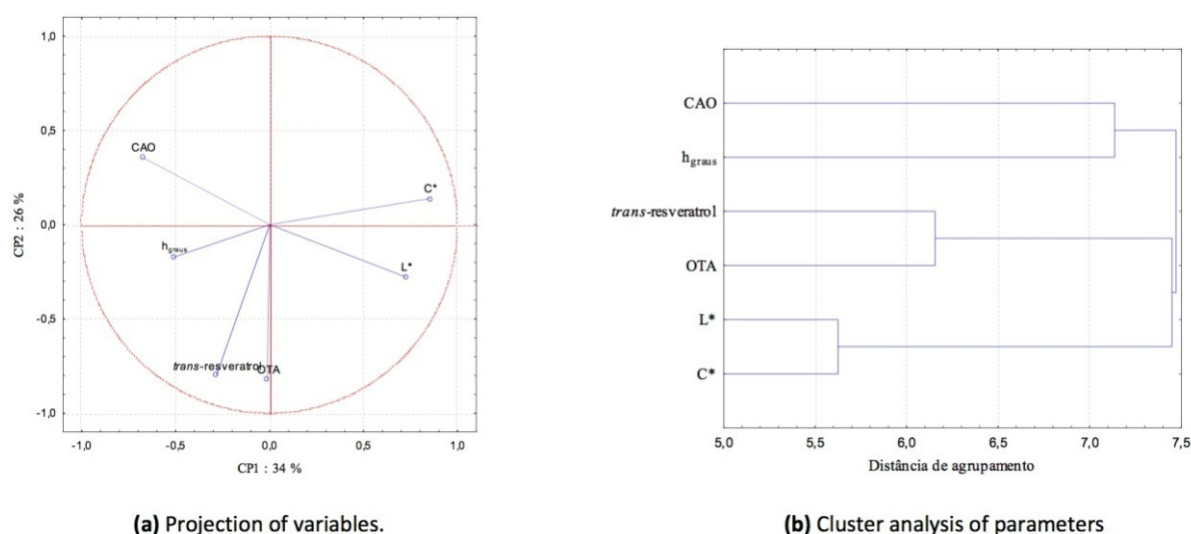 1,0
0,5
0,0
-0,5
-1,0
CP2 : 26 %
CAO
C*
h graus
L*
trans-resveratrol OTA
-1,0 -0,5 0,0 0,5 1,0
CP1 : 34 %
(a) Projection of variables.
CAO
h graus
trans-resveratrol
OTA
L*
C*
5,0 5,5 6,0 6,5 7,0 7,5
Distância de agrupamento
(b) Cluster analysis of parameters